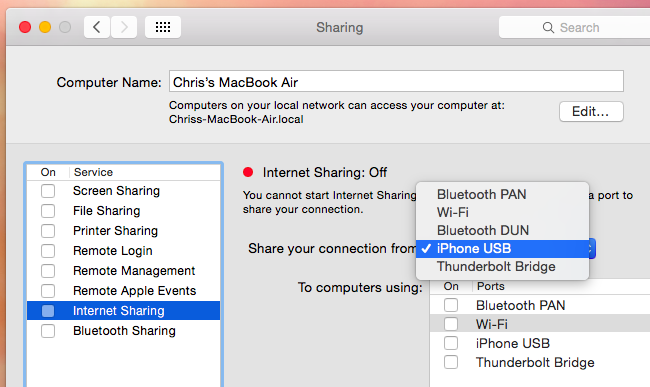 Sharing
Search
Computer Name:
Chris's MacBook Air
Computers on your local network can access your computer at:
Chriss-MacBook-Air.local
Edit...
On Service
Screen Sharing
File Sharing
Printer Sharing
Remote Login
Remote Management
Remote Apple Events
Internet Sharing
Bluetooth Sharing
Internet Sharing: Off
You cannot start Internet Sharing
a port to
share your connection.
Share your connection from
Bluetooth PAN
Wi-Fi
Bluetooth DUN
iPhone USB
Thunderbolt Bridge
To computers using:
On Ports
Bluetooth PAN
Wi-Fi
iPhone USB
Thunderbolt Bridge